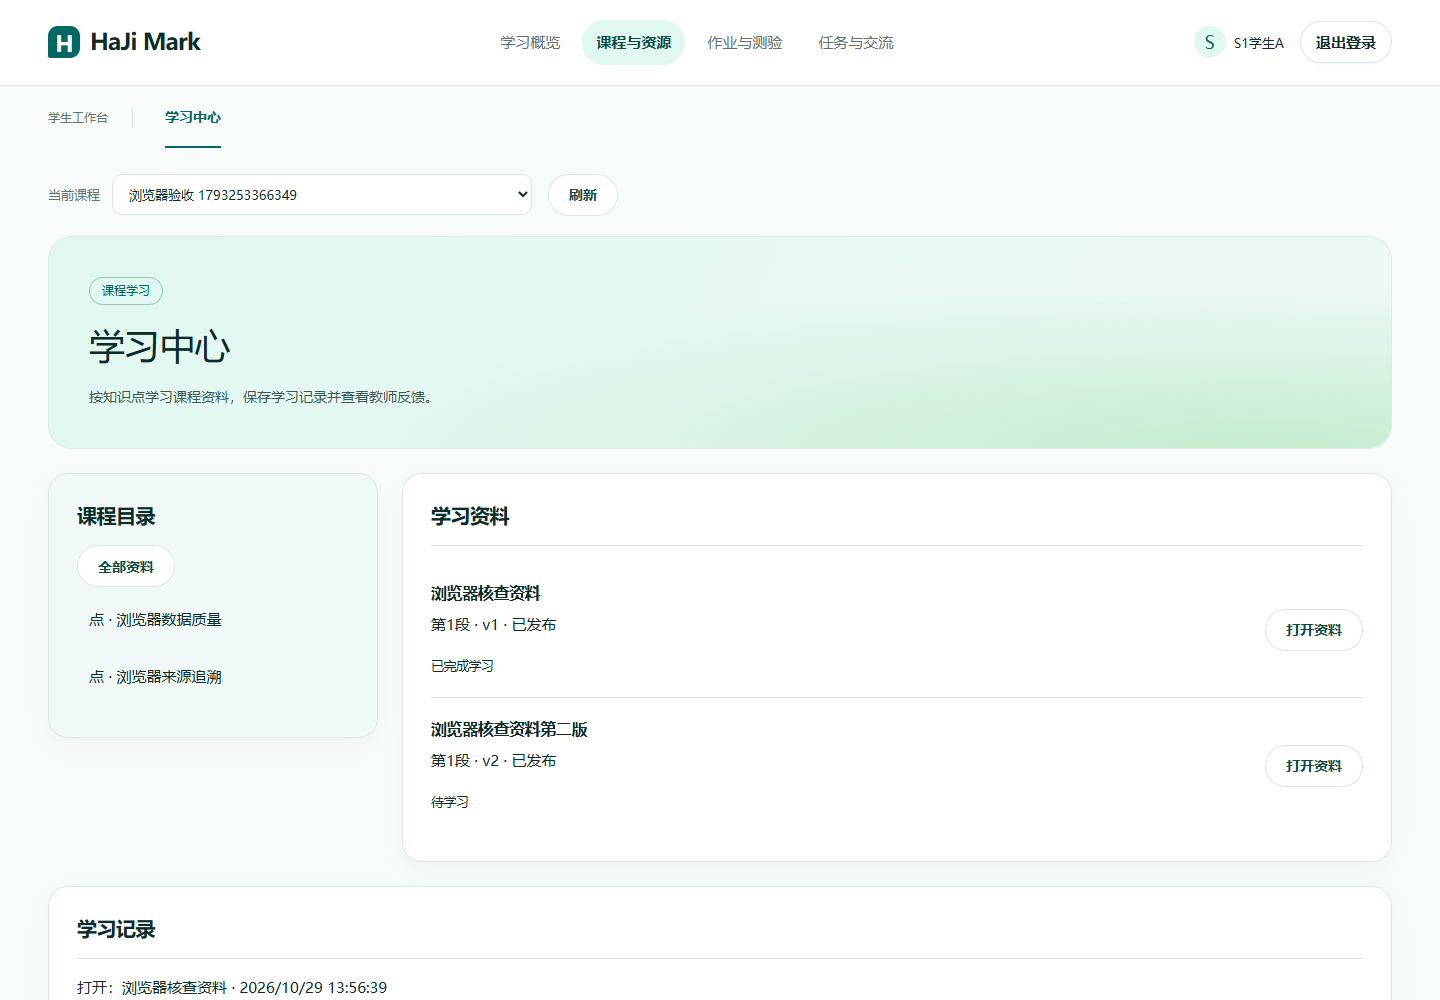 H HaJi Mark
学习概览 课程与资源 作业与测验 任务与交流
S S1学生A 退出登录
学生工作台 学习中心
当前课程 浏览器验收 1793253366349 刷新
课程学习
学习中心
按知识点学习课程资料，保存学习记录并查看教师反馈。
课程目录
全部资料
点 · 浏览器数据质量
点 · 浏览器来源追溯
学习资料
浏览器核查资料
第1段 · v1 · 已发布
已完成学习
打开资料
浏览器核查资料第二版
第1段 · v2 · 已发布
待学习
打开资料
学习记录
打开：浏览器核查资料 · 2026/10/29 13:56:39